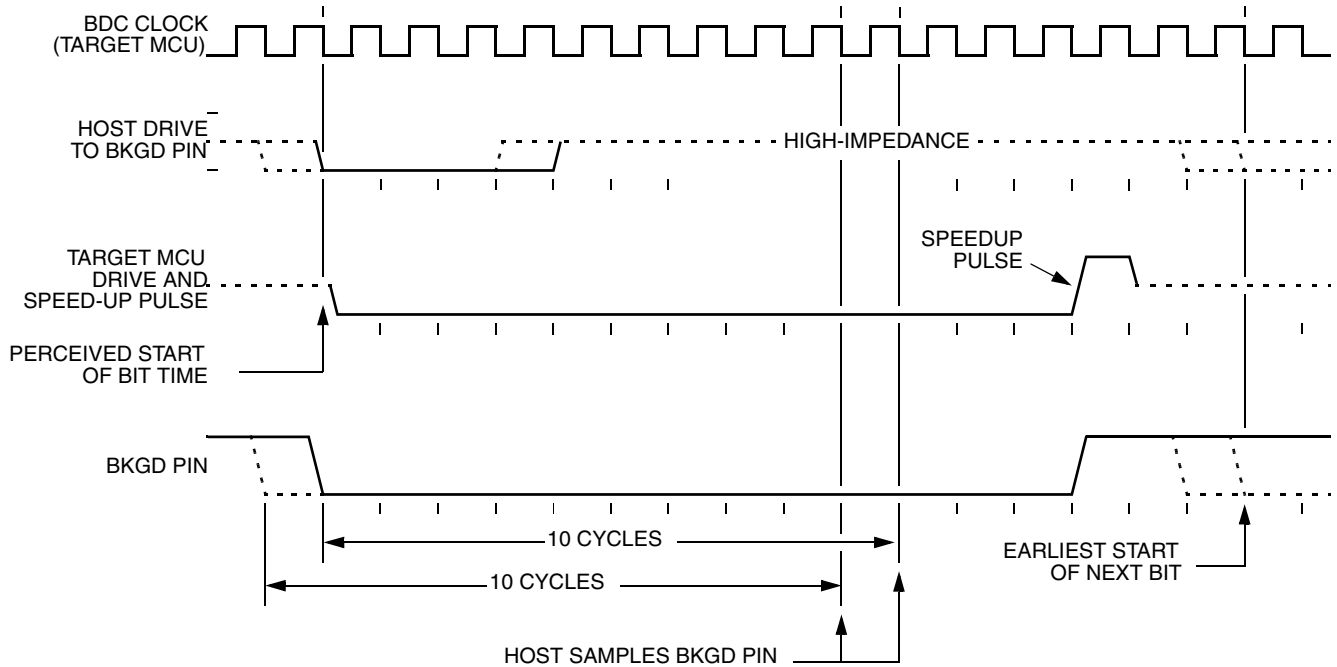 BDC CLOCK
(TARGET MCU)
HOST DRIVE
TO BKGD PIN
HIGH-IMPEDANCE
TARGET MCU
DRIVE AND
SPEED-UP PULSE
SPEEDUP
PULSE
PERCEIVED START
OF BIT TIME
BKGD PIN
10 CYCLES
10 CYCLES
EARLIEST START
OF NEXT BIT
HOST SAMPLES BKGD PIN